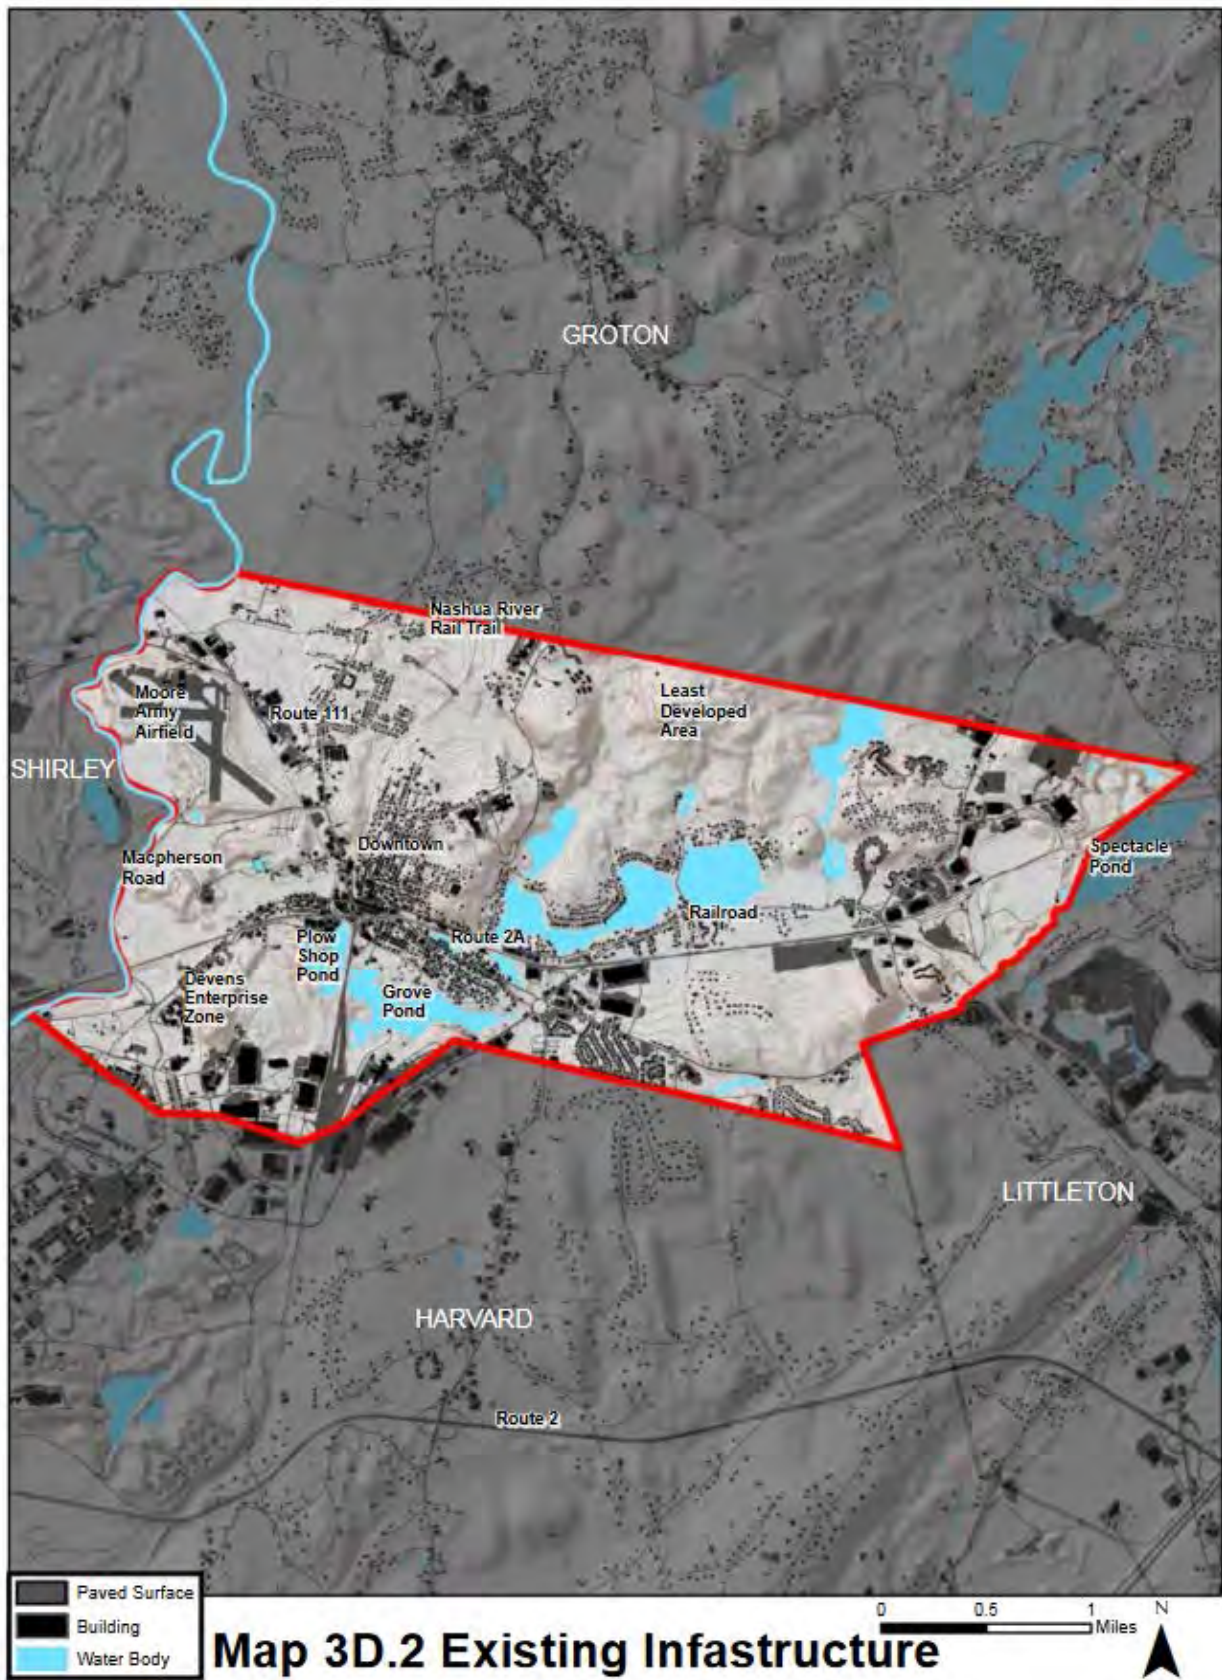 GROTON
Nashua River
Rail Trail
Moore
Army
Airfield
Route 111
Least
Developed
Area
SHIRLEY
Macpherson
Road
Downtown
Spectacle
Pond
Railroad
Plow
Shop
Pond
Route 2A
Devens
Enterprise
Zone
Grove
Pond
LITTLETON
HARVARD
Route 2
Paved Surface
Building
Water Body
Map 3D.2 Existing Infastructure
0 0.5 1
Miles
N